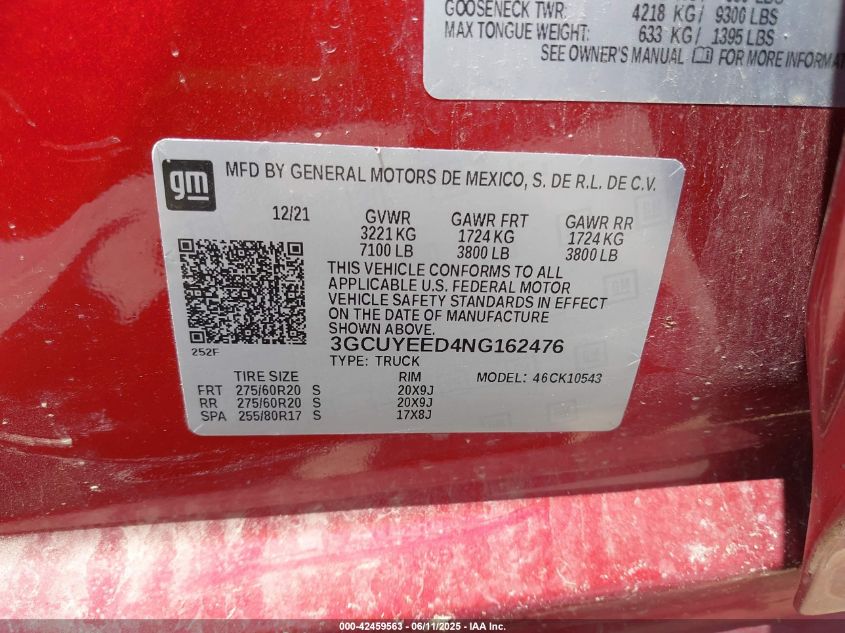 GOOSENECK TWR: 4218 KG/ 9300 LBS
MAX TONGUE WEIGHT: 633 KG/ 1395 LBS
SEE OWNER'S MANUAL FOR MORE INFORMAT
gm
MFD BY GENERAL MOTORS DE MEXICO, S. DE R.L. DE C.V.
12/21 GVWR GAWR FRT GAWR RR
3221 KG 1724 KG 1724 KG
7100 LB 3800 LB 3800 LB
THIS VEHICLE CONFORMS TO ALL
APPLICABLE U.S. FEDERAL MOTOR
VEHICLE SAFETY STANDARDS IN EFFECT
ON THE DATE OF MANUFACTURE
SHOWN ABOVE.
252F
3GCUYEED4NG162476
TYPE: TRUCK
TIRE SIZE RIM MODEL: 46CK10543
FRT 275/60R20 S 20X9J
RR 275/60R20 S 20X9J
SPA 255/80R17 S 17X8J
000-42459563 - 06/11/2025 - IAA Inc.